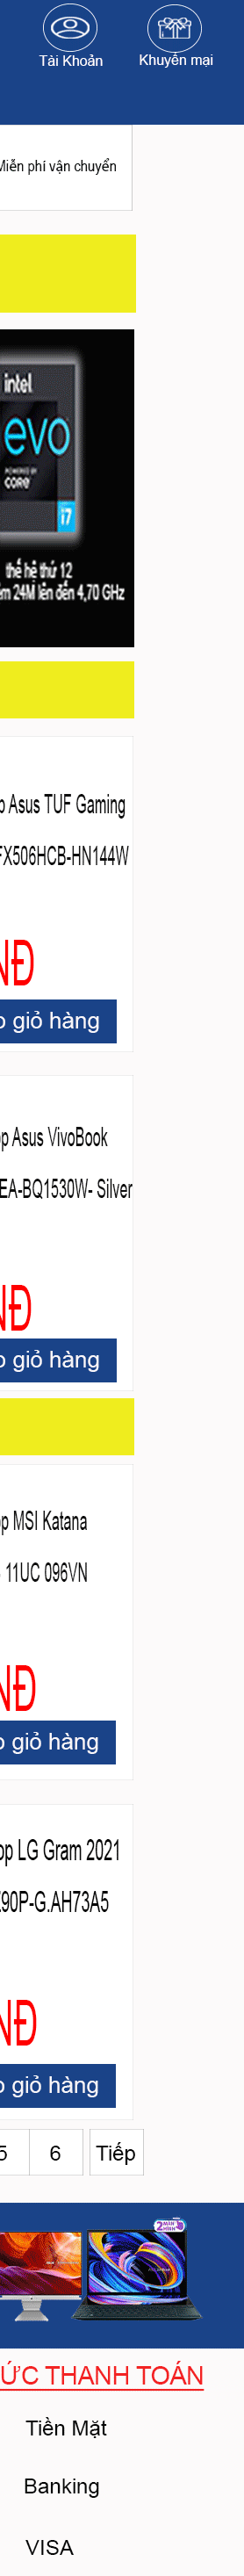 Tài Khoản
Khuyến mại
Miễn phí vận chuyển
intel
evo
POWERED BY
CORE
i7
thế hệ thứ 12
24M lên đến 4,70 GHz
Asus TUF Gaming
FX506HCB-HN144W
NĐ
giỏ hàng
Asus VivoBook
EA-BQ1530W- Silver
NĐ
giỏ hàng
MSI Katana
11UC 096VN
NĐ
giỏ hàng
LG Gram 2021
90P-G.AH73A5
NĐ
giỏ hàng
5
6
Tiếp
2 MÀN HÌNH
ỨC THANH TOÁN
Tiền Mặt
Banking
VISA